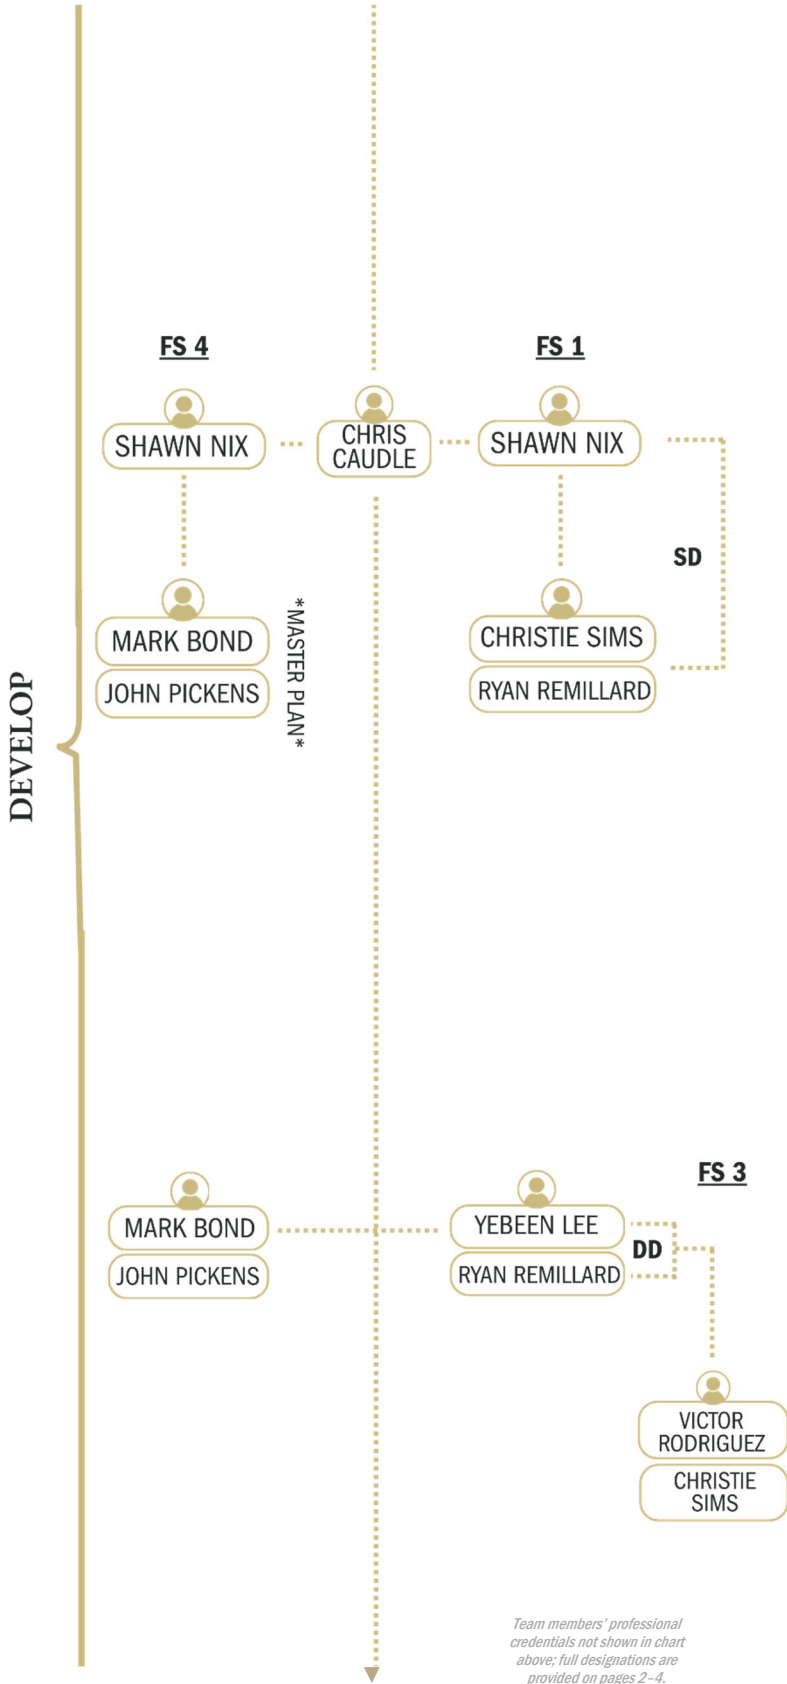 DEVELOP
FS 4
FS 1
SHAWN NIX
CHRIS
CAUDLE
SHAWN NIX
SD
MARK BOND
JOHN PICKENS
*MASTER PLAN*
CHRISTIE SIMS
RYAN REMILLARD
FS 3
MARK BOND
JOHN PICKENS
YEBEEN LEE
RYAN REMILLARD
DD
VICTOR
RODRIGUEZ
CHRISTIE
SIMS
Team members' professional
credentials not shown in chart
above; full designations are
provided on pages 2–4.